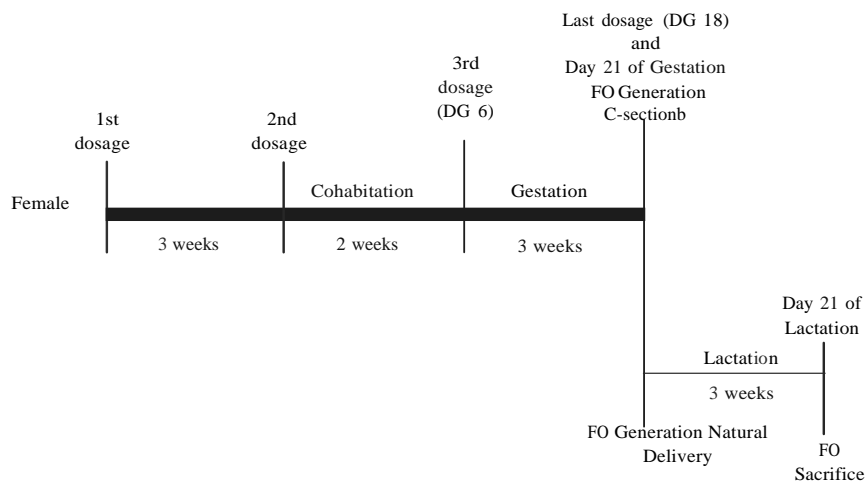 Last dosage (DG 18)
and
Day 21 of Gestation
FO Generation
C-sectionb
3rd
dosage
(DG 6)
1st
dosage
2nd
dosage
Female
Cohabitation
Gestation
3 weeks
2 weeks
3 weeks
Day 21 of
Lactation
Lactation
3 weeks
FO Generation Natural
Delivery
FO
Sacrifice